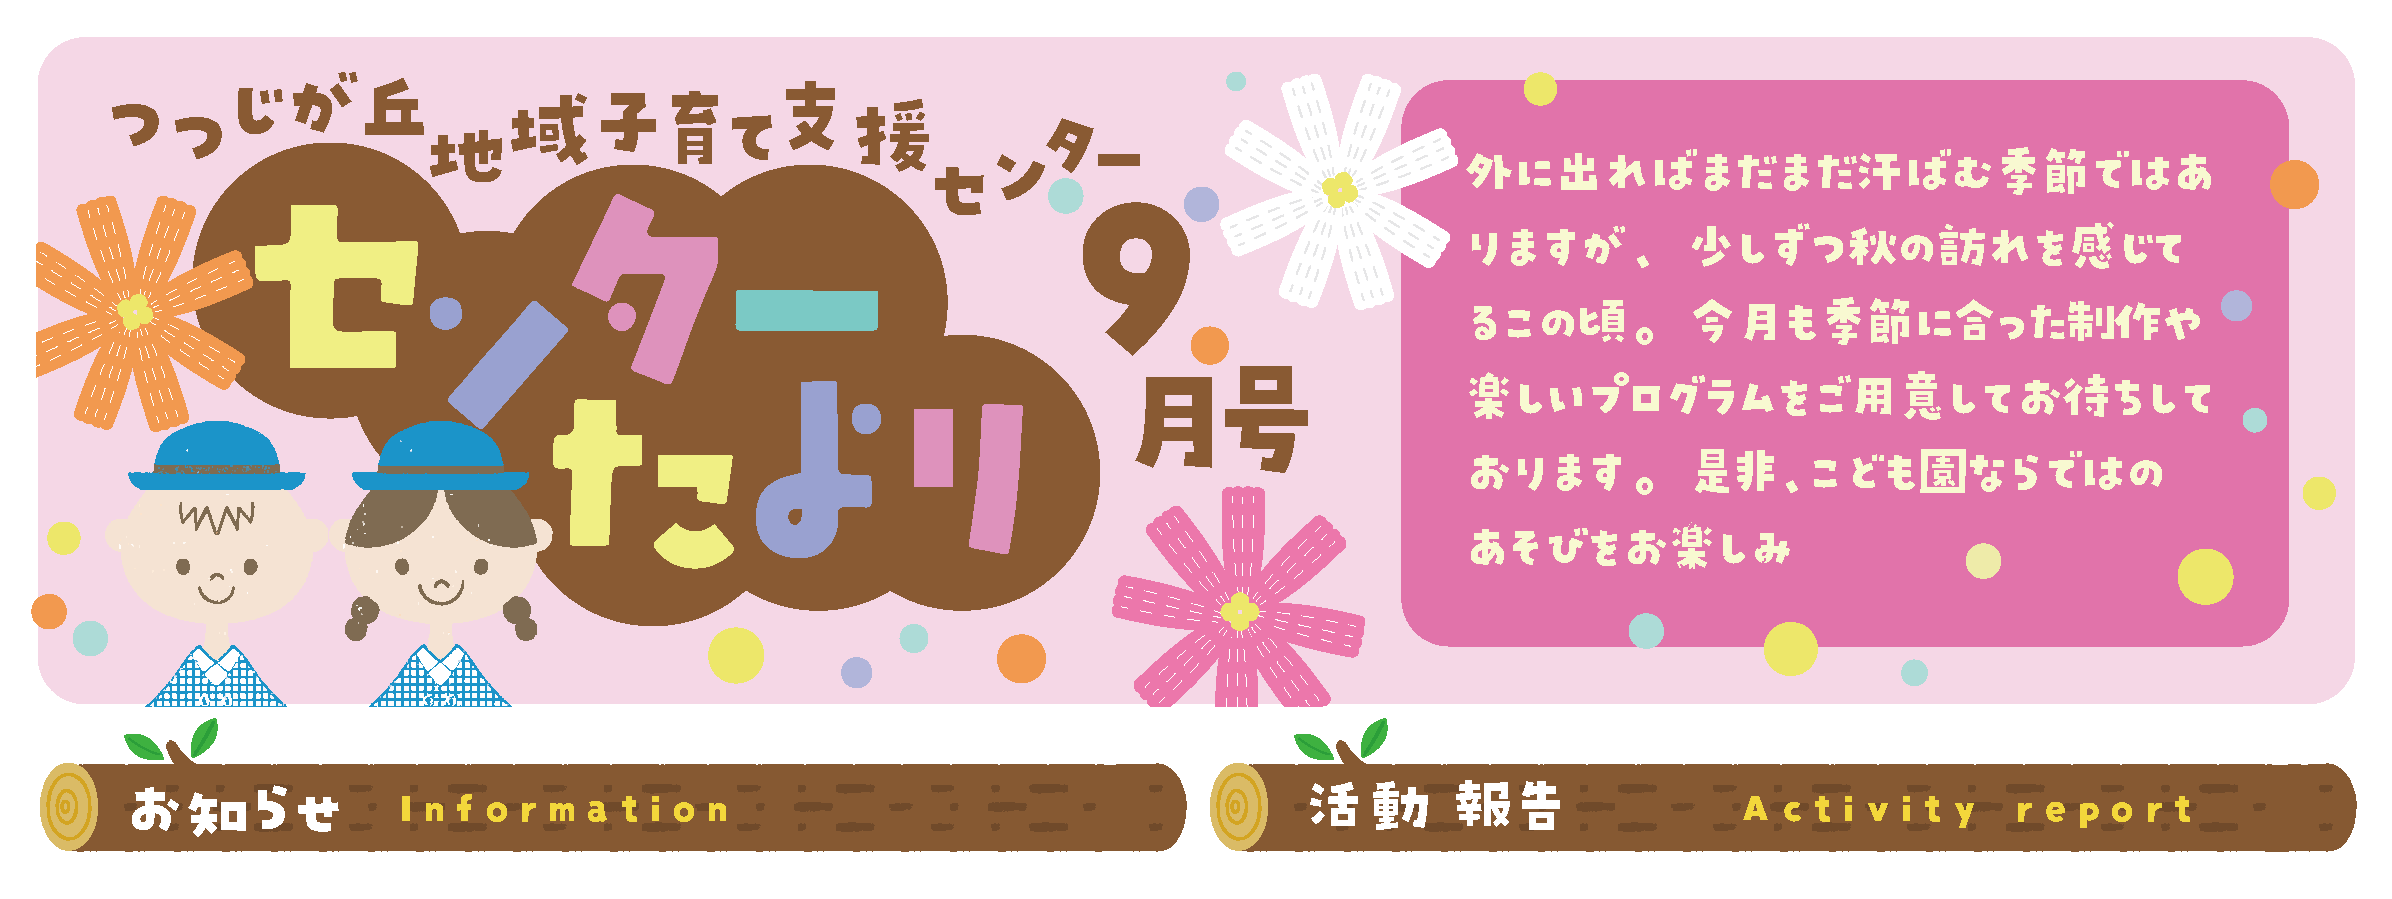 つつじが丘地域子育て支援センター
センターだより
9月号
外に出ればまだまだ汗ばむ季節ではあ
りますが、少しずつ秋の訪れを感じて
るこの頃。今月も季節に合った制作や
楽しいプログラムをご用意してお待ちして
おります。是非、こども園ならではの
あそびをお楽しみ
お知らせ Information
活動報告 Activity report